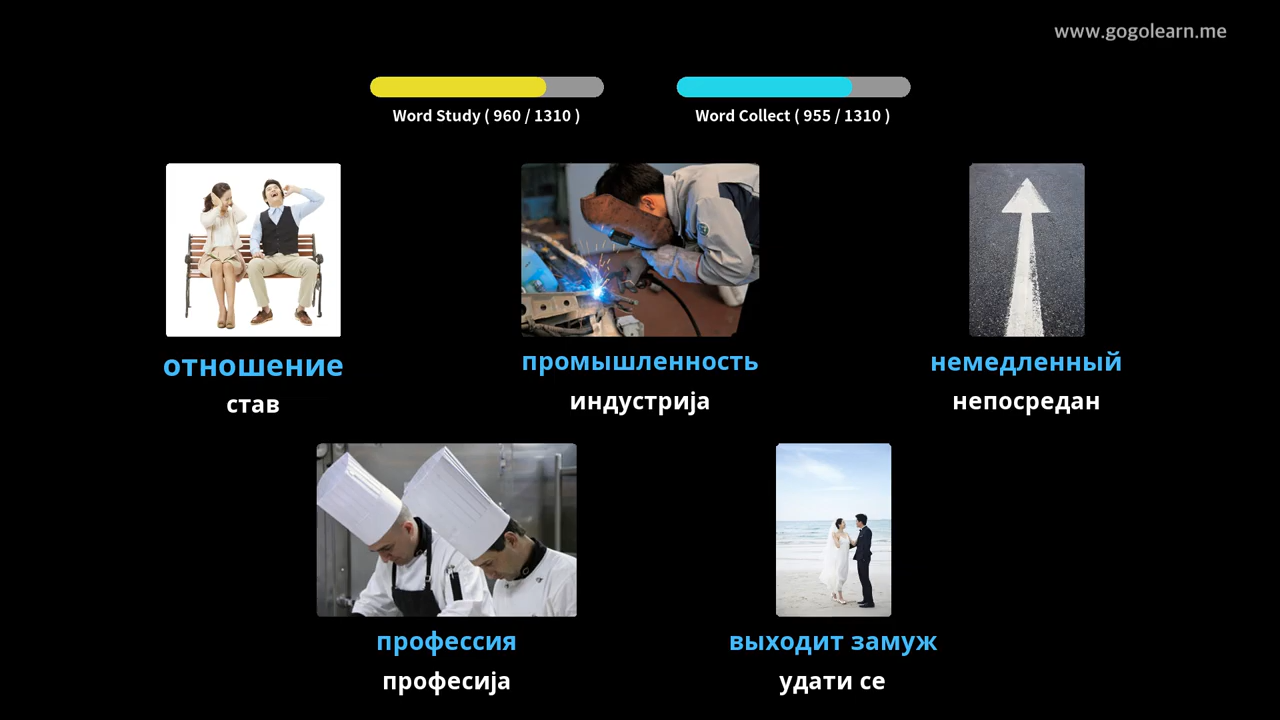 www.gogolearn.me
Word Study ( 960 / 1310 )
Word Collect ( 955 / 1310 )
отношение
став
промышленность
индустрија
немедленный
непосредан
профессия
професија
выходит замуж
удати се